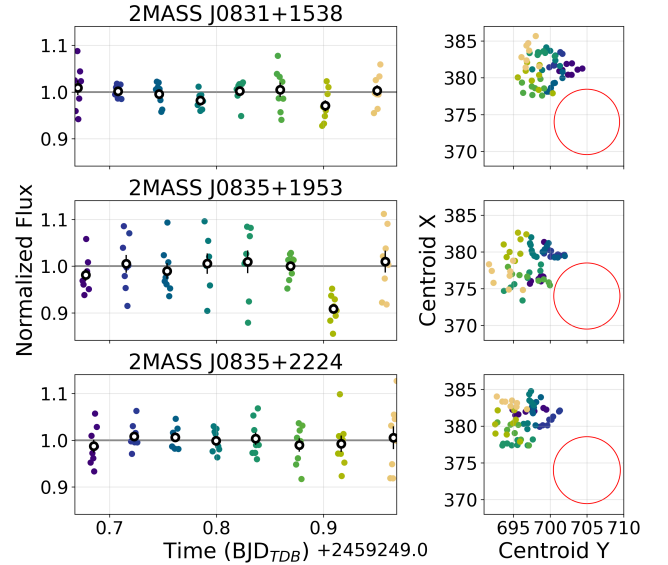 2MASS J0831+1538
1.1
1.0
0.9
385
380
375
370
2MASS J0835+1953
1.1
1.0
0.9
385
380
375
370
2MASS J0835+2224
1.1
1.0
0.9
385
380
375
370
0.7 0.8 0.9
695 700 705 710
Normalized Flux
Centroid X
Time (BJD_TDB) +2459249.0
Centroid Y